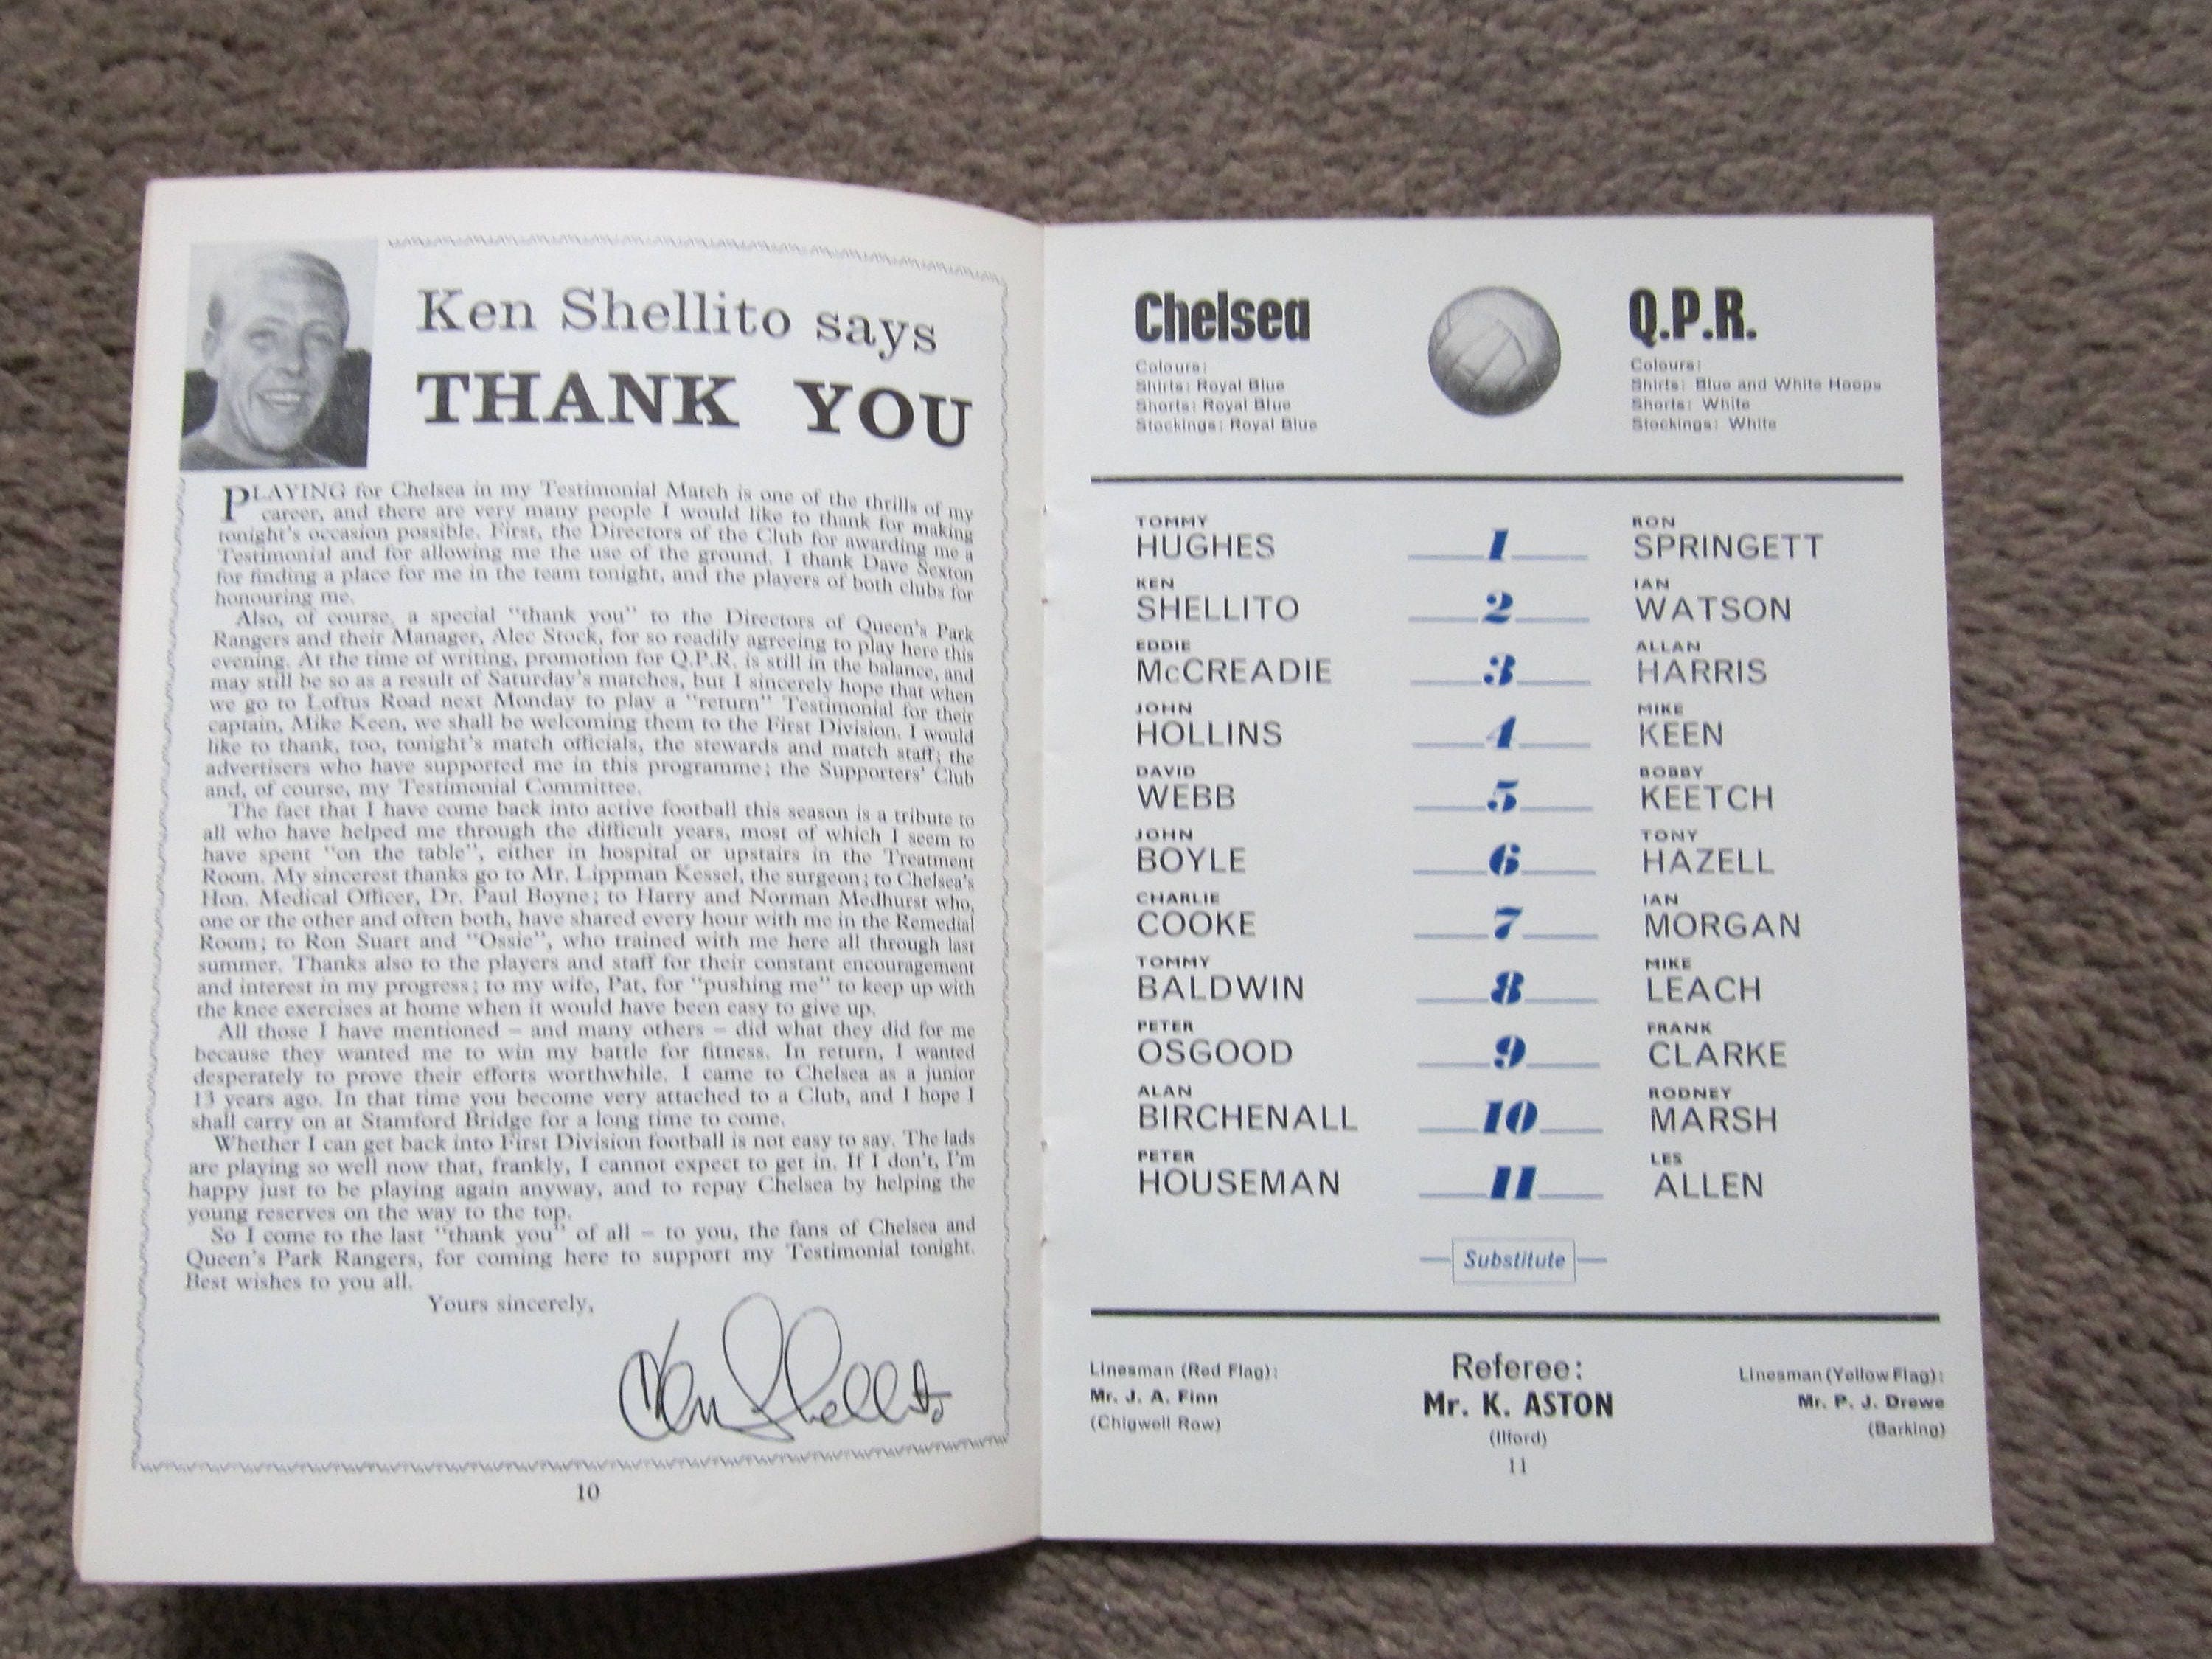 Ken Shellito says
THANK YOU
PLAYING for Chelsea in my Testimonial Match is one of the thrills of my
career, and there are very many people I would like to thank for making
tonight's occasion possible. First, the Directors of the Club for awarding me a
Testimonial and for allowing me the use of the ground. I thank Dave Sexton
for finding a place for me in the team tonight, and the players of both clubs for
honouring me.
Also, of course, a special "thank you" to the Directors of Queen's Park
Rangers and their Manager, Alec Stock, for so readily agreeing to play here this
evening. At the time of writing, promotion for Q.P.R. is still in the balance, and
may still be so as a result of Saturday's matches, but I sincerely hope that when
we go to Loftus Road next Monday to play a "return" Testimonial for their
captain, Mike Keen, we shall be welcoming them to the First Division. I would
like to thank, too, tonight's match officials, the stewards and match staff; the
advertisers who have supported me in this programme; the Supporters' Club
and, of course, my Testimonial Committee.
The fact that I have come back into active football this season is a tribute to
all who have helped me through the difficult years, most of which I seem to
have spent "on the table", either in hospital or upstairs in the Treatment
Room. My sincerest thanks go to Mr. Lippman Kessel, the surgeon; to Chelsea's
Hon. Medical Officer, Dr. Paul Boyne; to Harry and Norman Medhurst who,
one or the other and often both, have shared every hour with me in the Remedial
Room; to Ron Suart and "Ossie", who trained with me here all through last
summer. Thanks also to the players and staff for their constant encouragement
and interest in my progress; to my wife, Pat, for "pushing me" to keep up with
the knee exercises at home when it would have been easy to give up.
All those I have mentioned – and many others – did what they did for me
because they wanted me to win my battle for fitness. In return, I wanted
desperately to prove their efforts worthwhile. I came to Chelsea as a junior
13 years ago. In that time you become very attached to a Club, and I hope I
shall carry on at Stamford Bridge for a long time to come.
Whether I can get back into First Division football is not easy to say. The lads
are playing so well now that, frankly, I cannot expect to get in. If I don't, I'm
happy just to be playing again anyway, and to repay Chelsea by helping the
young reserves on the way to the top.
So I come to the last "thank you" of all – to you, the fans of Chelsea and
Queen's Park Rangers, for coming here to support my Testimonial tonight.
Best wishes to you all.
Yours sincerely,
Ken Shellito
10
Chelsea Q.P.R.
Colours: Colours:
Shirts: Royal Blue Shirts: Blue and White Hoops
Shorts: Royal Blue Shorts: White
Stockings: Royal Blue Stockings: White
TOMMY RON
HUGHES 1 SPRINGETT
KEN IAN
SHELLITO 2 WATSON
EDDIE ALLAN
McCREADIE 3 HARRIS
JOHN MIKE
HOLLINS 4 KEEN
DAVID BOBBY
WEBB 5 KEETCH
JOHN TONY
BOYLE 6 HAZELL
CHARLIE IAN
COOKE 7 MORGAN
TOMMY MIKE
BALDWIN 8 LEACH
PETER FRANK
OSGOOD 9 CLARKE
ALAN RODNEY
BIRCHENALL 10 MARSH
PETER LES
HOUSEMAN 11 ALLEN
Substitute
Linesman (Red Flag): Referee: Linesman (Yellow Flag):
Mr. J. A. Finn Mr. K. ASTON Mr. P. J. Drewe
(Chigwell Row) (Ilford) (Barking)
11